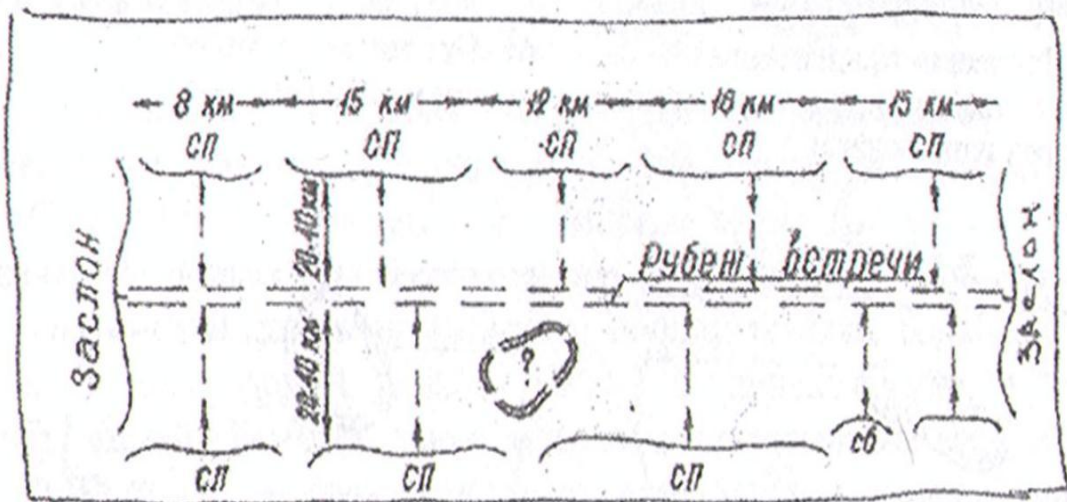 8 км 15 км 12 км 16 км 15 км
СП СП СП СП СП
Заслон
20-40 км
Рубеж встречи
20-40 км
?
Заслон
сб
СП СП СП